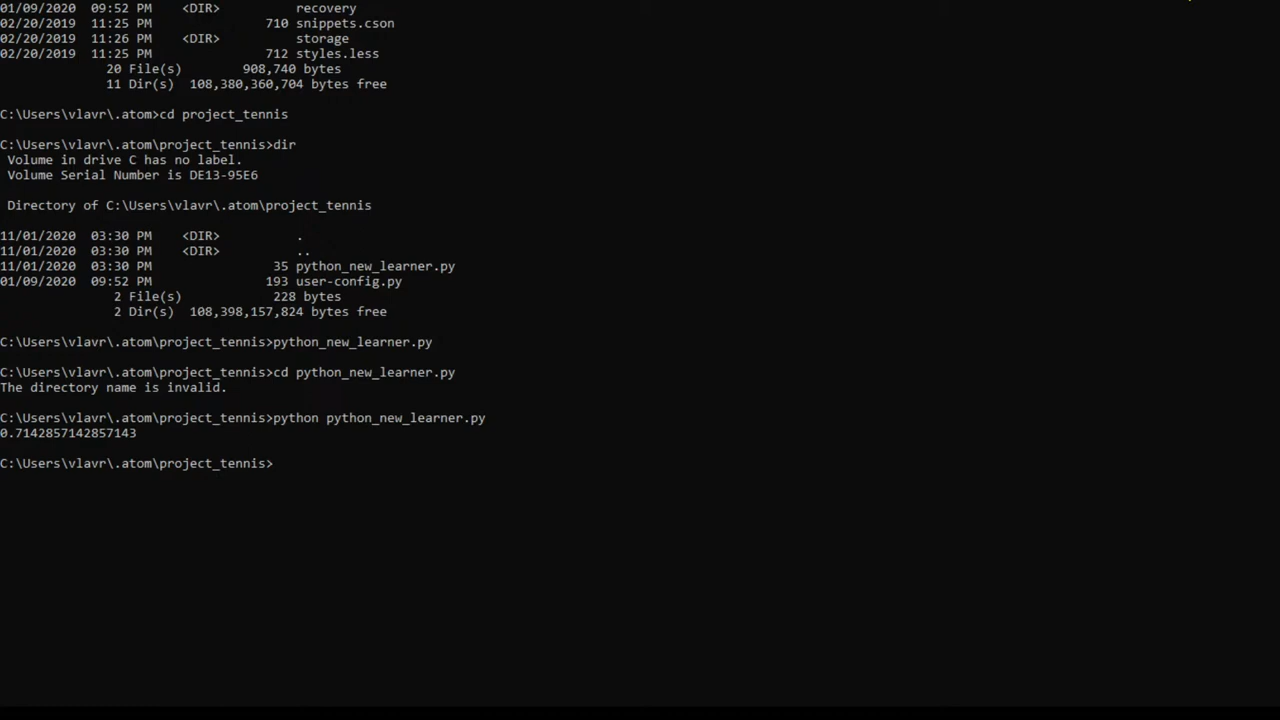 01/09/2020  09:52 PM    <DIR>          recovery
02/20/2019  11:25 PM               710 snippets.cson
02/20/2019  11:26 PM    <DIR>          storage
02/20/2019  11:25 PM               712 styles.less
              20 File(s)        908,740 bytes
              11 Dir(s)  108,380,360,704 bytes free
C:\Users\vlavr\.atom>cd project_tennis
C:\Users\vlavr\.atom\project_tennis>dir
 Volume in drive C has no label.
 Volume Serial Number is DE13-95E6
 Directory of C:\Users\vlavr\.atom\project_tennis
11/01/2020  03:30 PM    <DIR>          .
11/01/2020  03:30 PM    <DIR>          ..
11/01/2020  03:30 PM                35 python_new_learner.py
01/09/2020  09:52 PM               193 user-config.py
               2 File(s)            228 bytes
               2 Dir(s)  108,398,157,824 bytes free
C:\Users\vlavr\.atom\project_tennis>python_new_learner.py
C:\Users\vlavr\.atom\project_tennis>cd python_new_learner.py
The directory name is invalid.
C:\Users\vlavr\.atom\project_tennis>python python_new_learner.py
0.7142857142857143
C:\Users\vlavr\.atom\project_tennis>